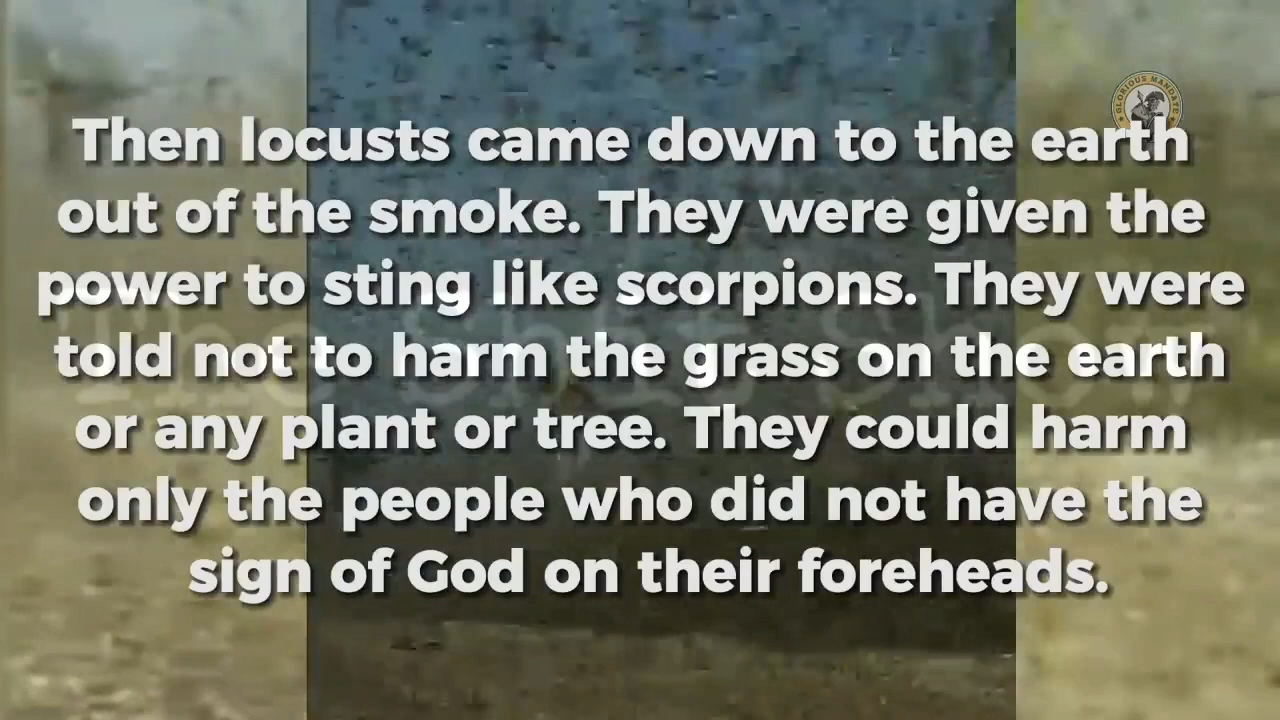 GLORIOUS MANDATE
Then locusts came down to the earth
out of the smoke. They were given the
power to sting like scorpions. They were
told not to harm the grass on the earth
or any plant or tree. They could harm
only the people who did not have the
sign of God on their foreheads.